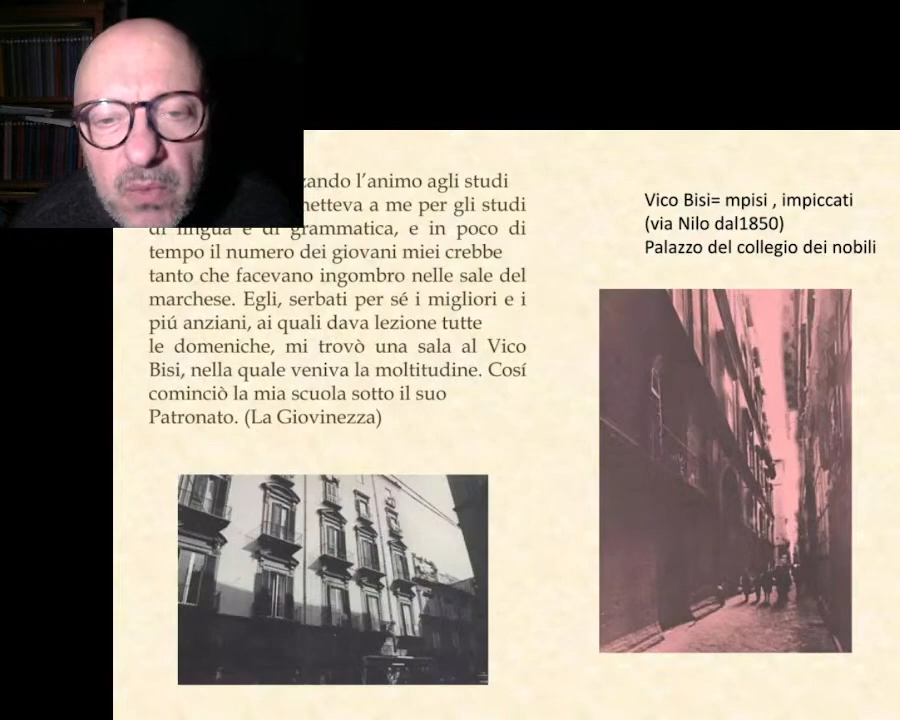 l’animo agli studi
a me per gli studi
di lingua e di grammatica, e in poco di
tempo il numero dei giovani miei crebbe
tanto che facevano ingombro nelle sale del
marchese. Egli, serbati per sé i migliori e i
piú anziani, ai quali dava lezione tutte
le domeniche, mi trovò una sala al Vico
Bisi, nella quale veniva la moltitudine. Cosí
cominciò la mia scuola sotto il suo
Patronato. (La Giovinezza)
Vico Bisi= mpisi , impiccati
(via Nilo dal1850)
Palazzo del collegio dei nobili